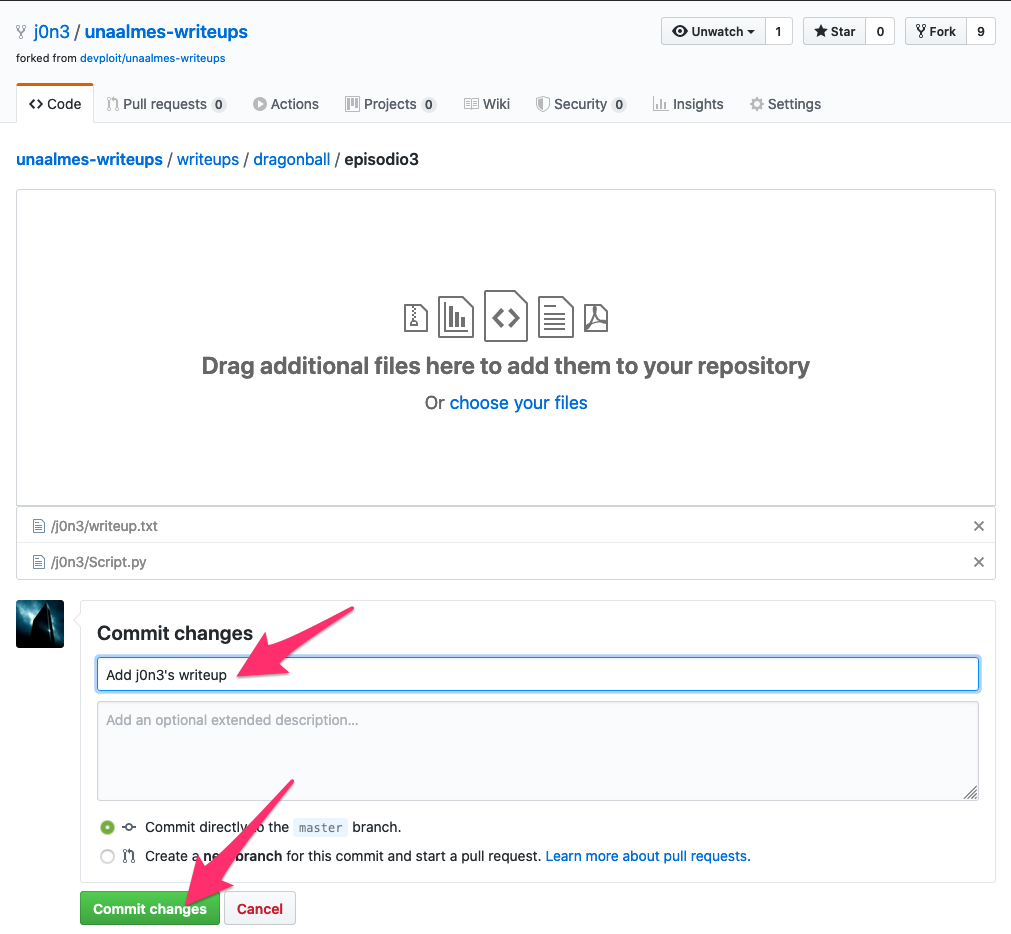 j0n3 / unaalmes-writeups Unwatch 1 Star 0 Fork 9
forked from devploit/unaalmes-writeups
Code Pull requests 0 Actions Projects 0 Wiki Security 0 Insights Settings
unaalmes-writeups / writeups / dragonball / episodio3
Drag additional files here to add them to your repository
Or choose your files
/j0n3/writeup.txt
/j0n3/Script.py
Commit changes
Add j0n3's writeup
Add an optional extended description...
Commit directly to the master branch.
Create a new branch for this commit and start a pull request. Learn more about pull requests.
Commit changes Cancel